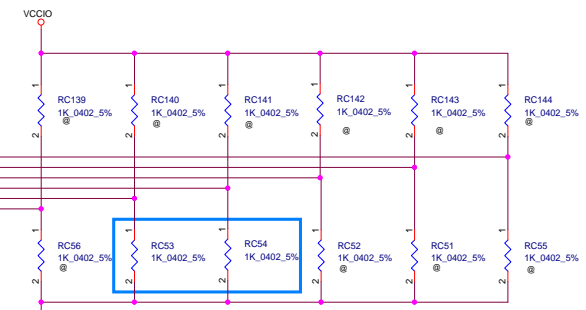 VCCIO
1 1 1 1 1 1
RC139 RC140 RC141 RC142 RC143 RC144
1K_0402_5% 1K_0402_5% 1K_0402_5% 1K_0402_5% 1K_0402_5% 1K_0402_5%
@ @ @ @ @ @
2 2 2 2 2 2
1 1 1 1 1 1
RC56 RC53 RC54 RC52 RC51 RC55
1K_0402_5% 1K_0402_5% 1K_0402_5% 1K_0402_5% 1K_0402_5% 1K_0402_5%
@ @ @ @
2 2 2 2 2 2